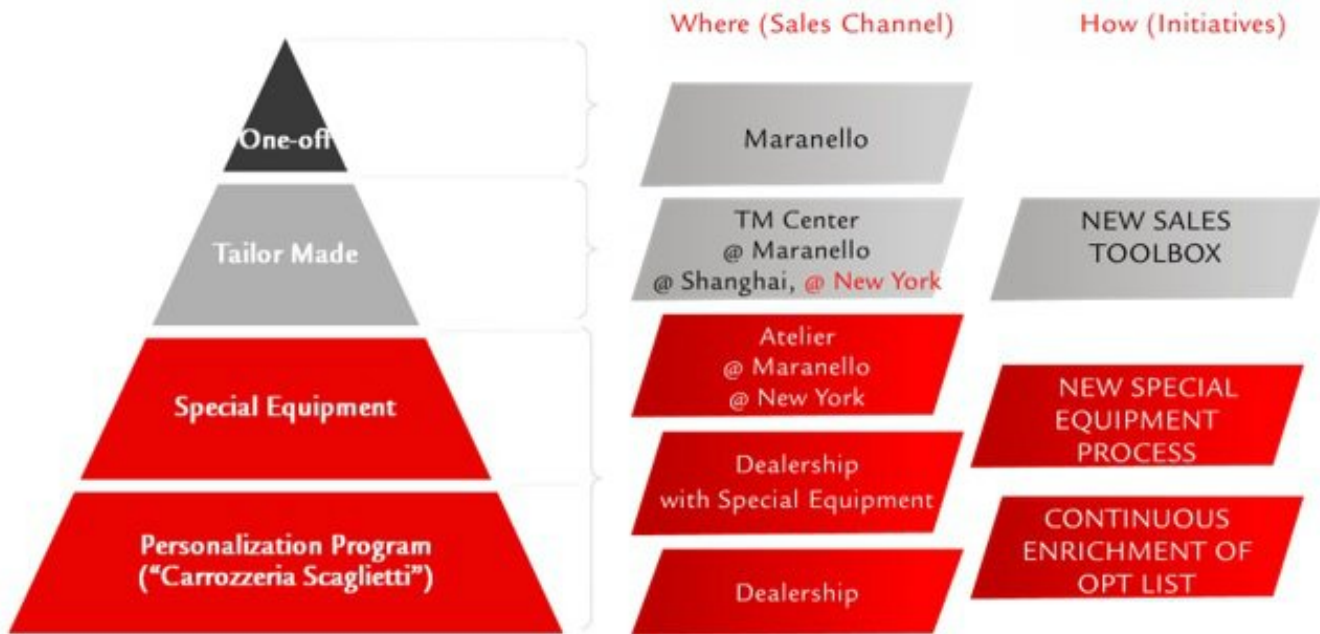 Where (Sales Channel)
How (Initiatives)
One-off
Maranello
Tailor Made
TM Center
@ Maranello
@ Shanghai, @ New York
NEW SALES
TOOLBOX
Special Equipment
Atelier
@ Maranello
@ New York
NEW SPECIAL
EQUIPMENT
PROCESS
Dealership
with Special Equipment
Personalization Program
(“Carrozzeria Scaglietti”)
Dealership
CONTINUOUS
ENRICHMENT OF
OPT LIST